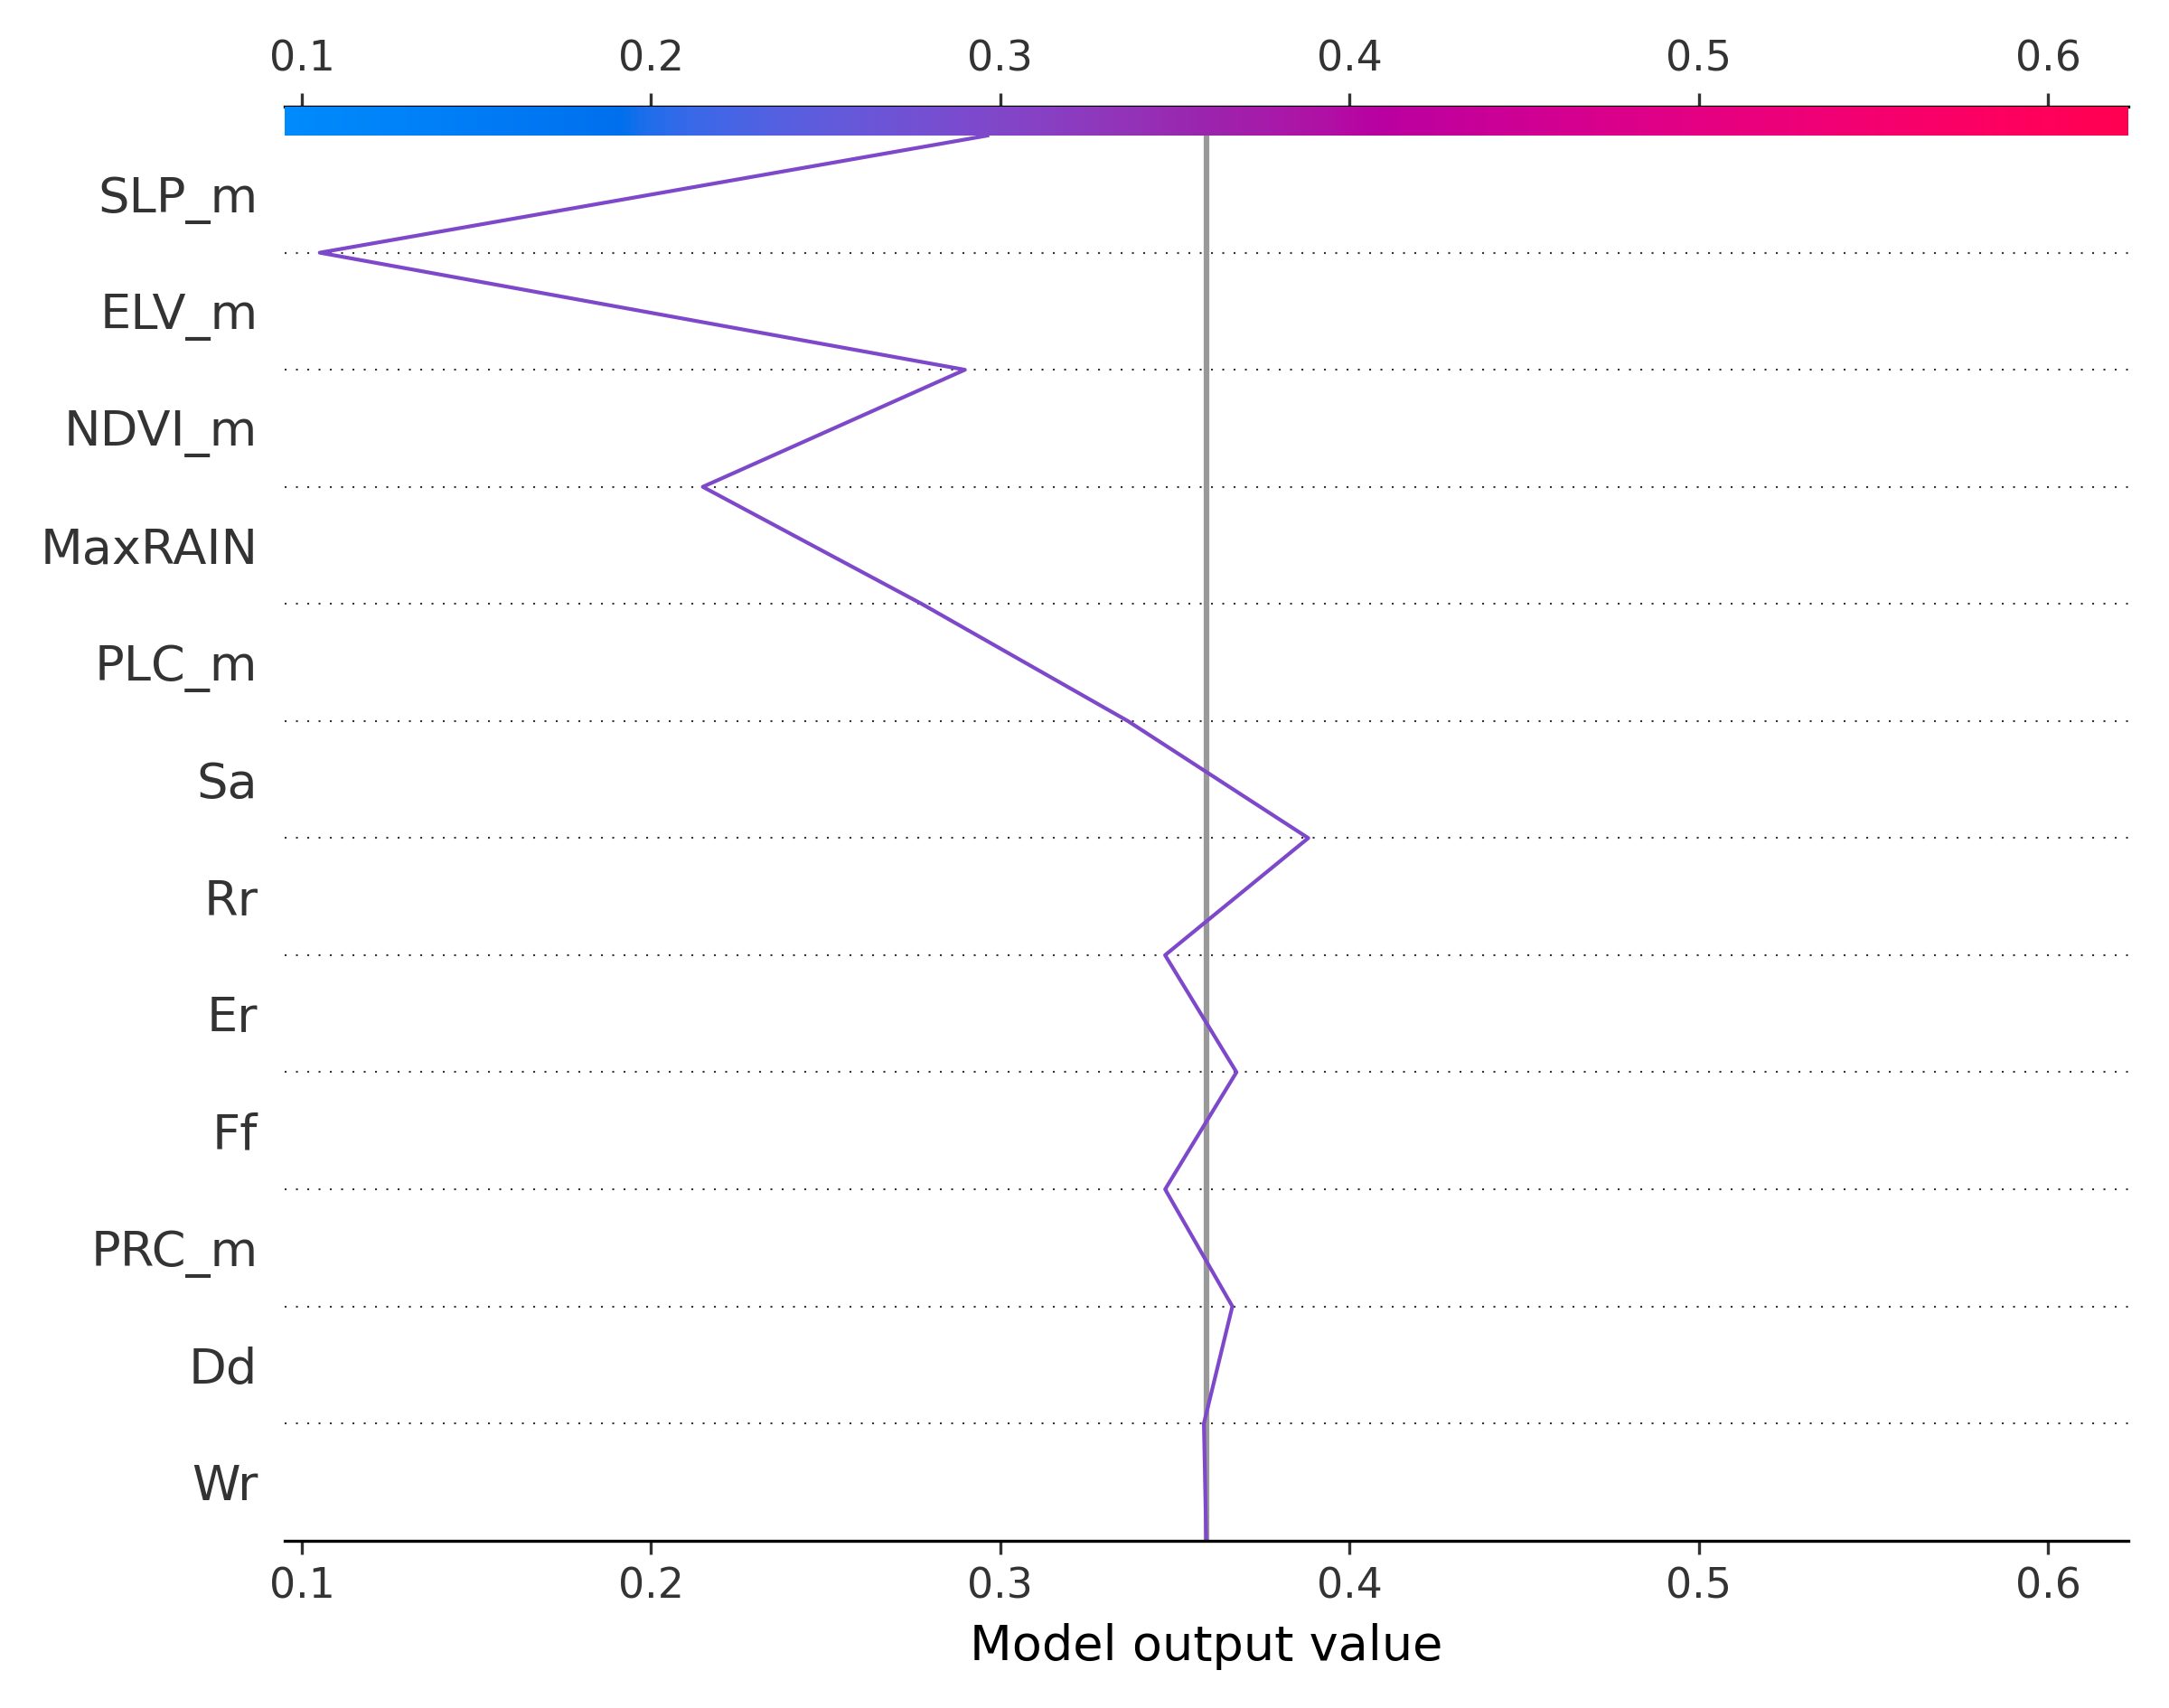 0.1 0.2 0.3 0.4 0.5 0.6
SLP_m
ELV_m
NDVI_m
MaxRAIN
PLC_m
Sa
Rr
Er
Ff
PRC_m
Dd
Wr
0.1 0.2 0.3 0.4 0.5 0.6
Model output value